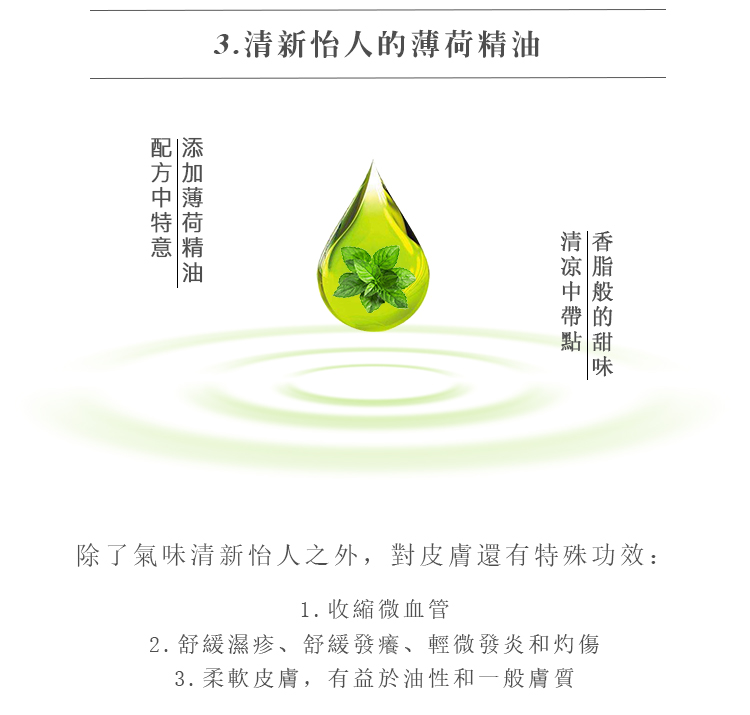 3.清新怡人的薄荷精油
配方中特意
添加薄荷精油
清凉中帶點
香脂般的甜味
除了氣味清新怡人之外，對皮膚還有特殊功效：
1.收縮微血管
2.舒緩濕疹、舒緩發癢、輕微發炎和灼傷
3.柔軟皮膚，有益於油性和一般膚質